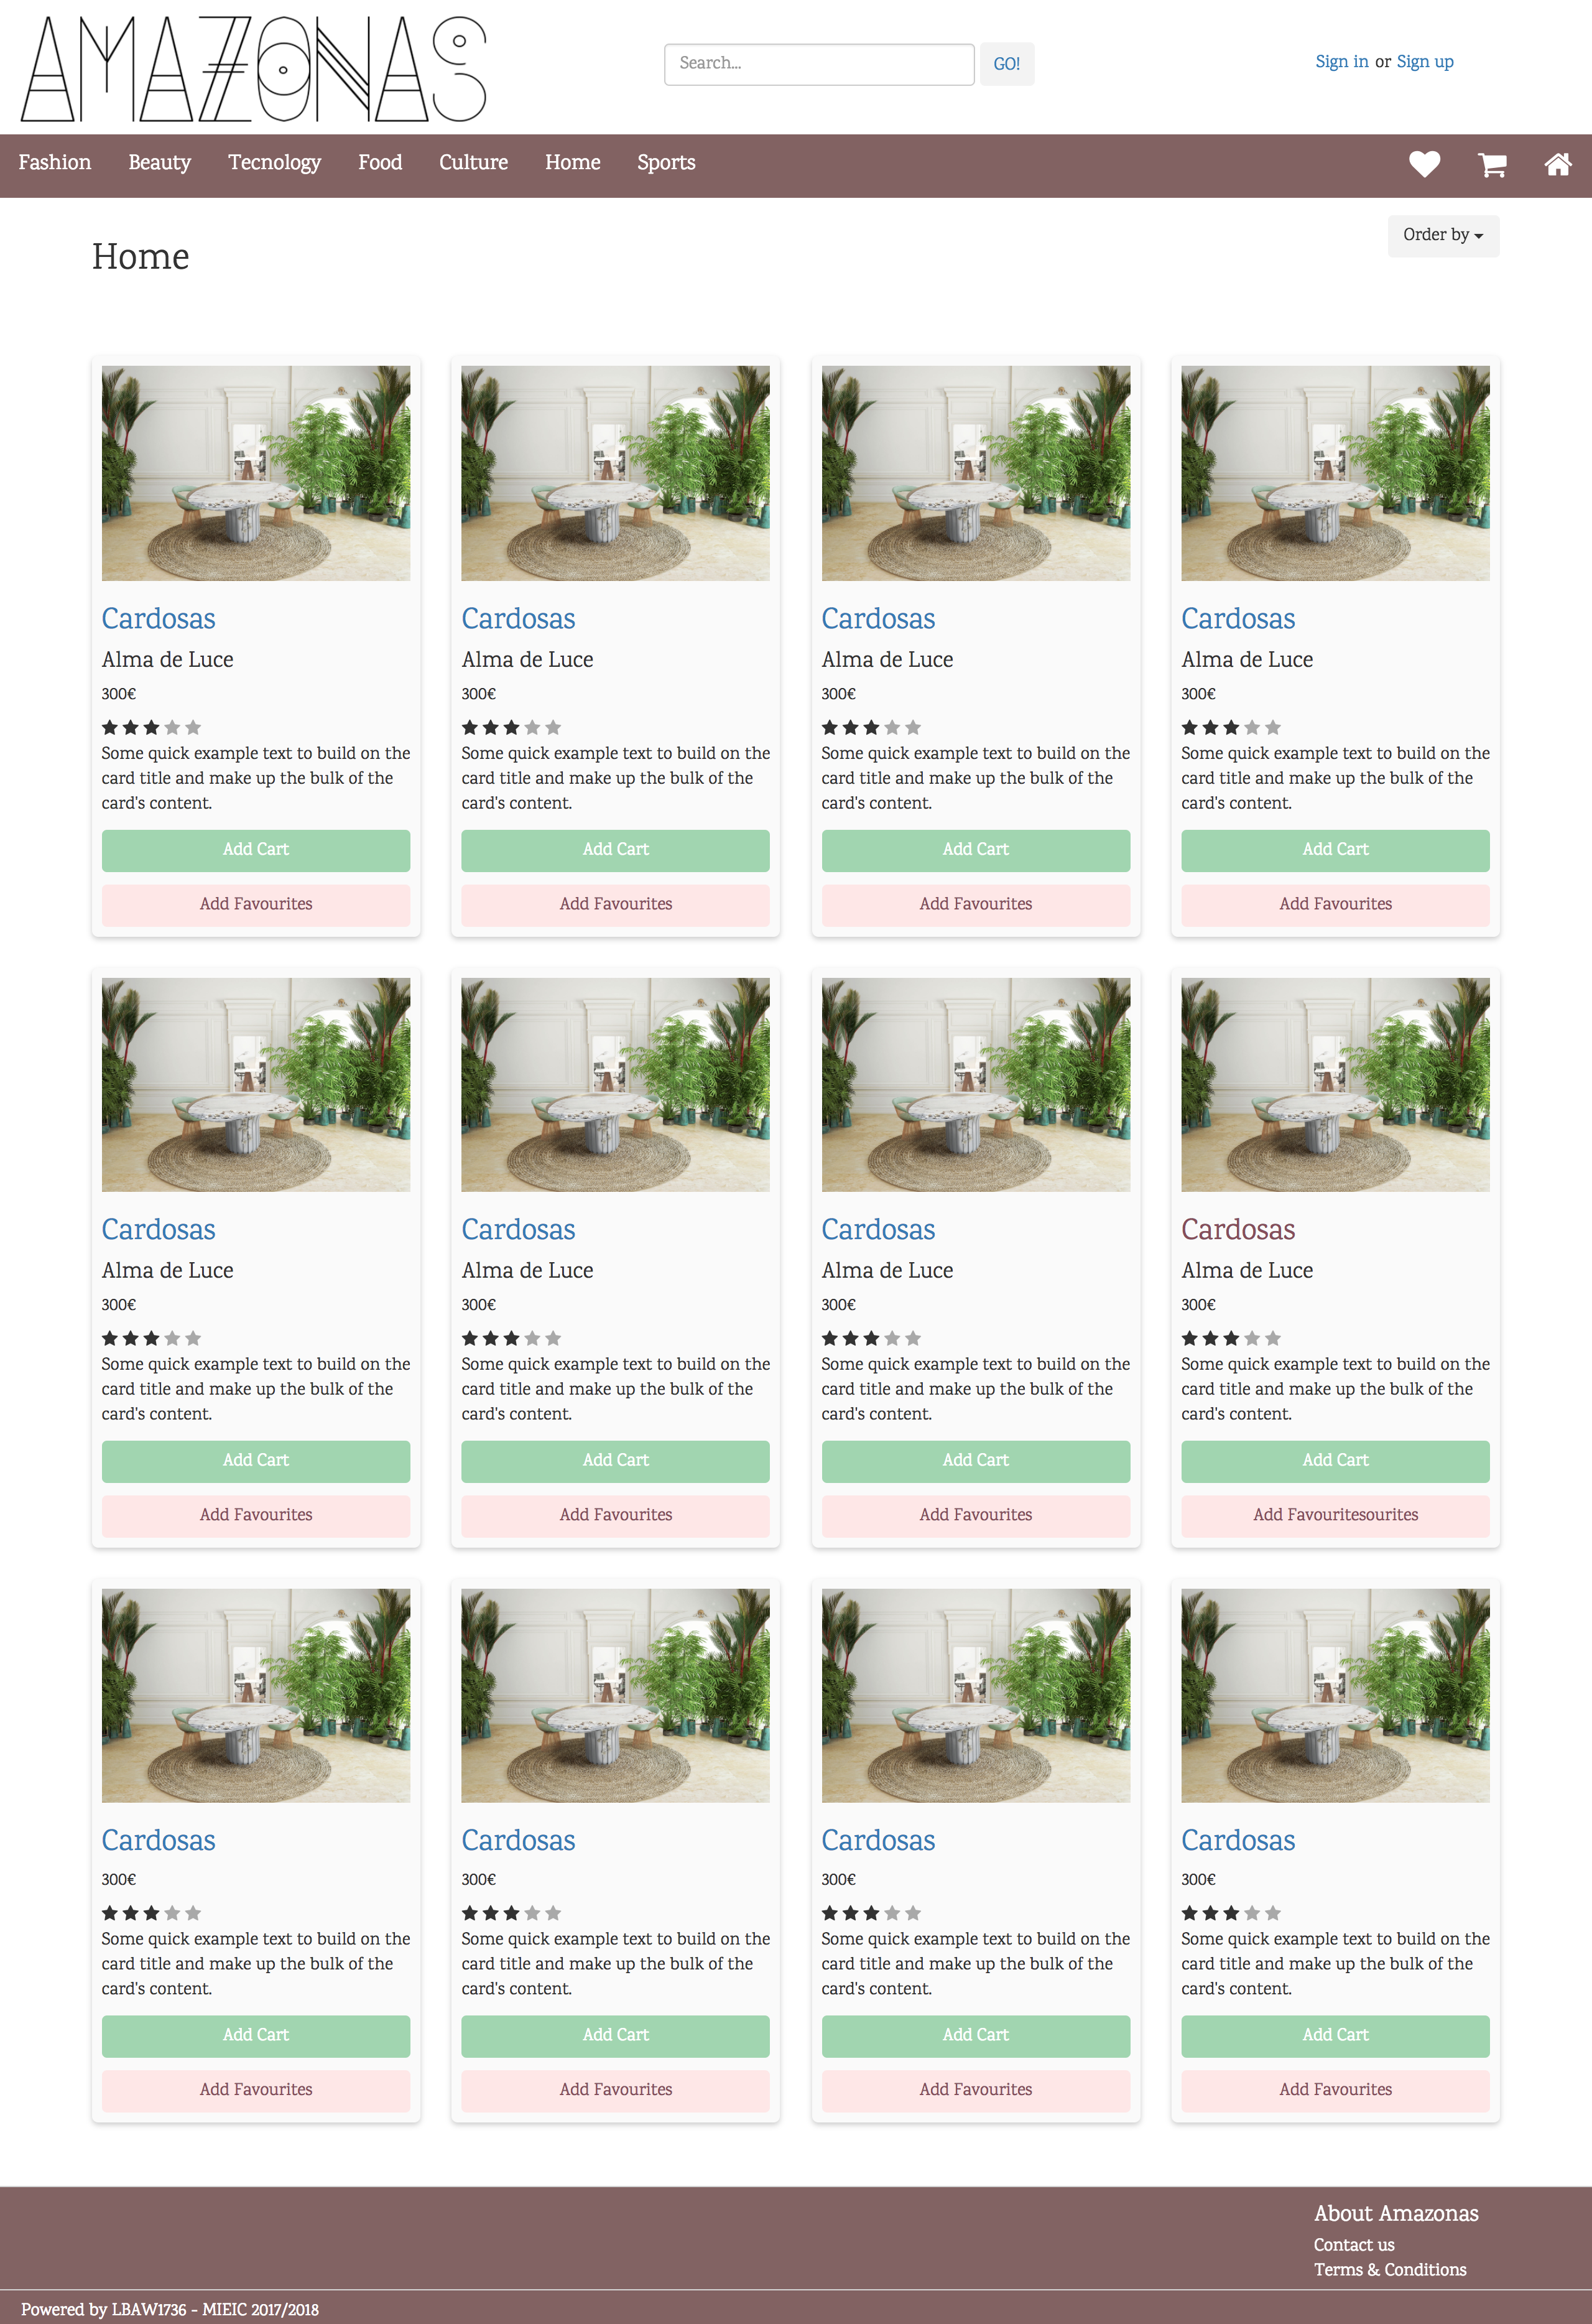 AMAZONAS
Search...
GO!
Sign in or Sign up
Fashion Beauty Tecnology Food Culture Home Sports
Home
Order by
Cardosas Cardosas Cardosas Cardosas
Alma de Luce Alma de Luce Alma de Luce Alma de Luce
300€ 300€ 300€ 300€
Some quick example text to build on the Some quick example text to build on the Some quick example text to build on the Some quick example text to build on the
card title and make up the bulk of the card title and make up the bulk of the card title and make up the bulk of the card title and make up the bulk of the
card's content. card's content. card's content. card's content.
Add Cart Add Cart Add Cart Add Cart
Add Favourites Add Favourites Add Favourites Add Favourites
Cardosas Cardosas Cardosas Cardosas
Alma de Luce Alma de Luce Alma de Luce Alma de Luce
300€ 300€ 300€ 300€
Some quick example text to build on the Some quick example text to build on the Some quick example text to build on the Some quick example text to build on the
card title and make up the bulk of the card title and make up the bulk of the card title and make up the bulk of the card title and make up the bulk of the
card's content. card's content. card's content. card's content.
Add Cart Add Cart Add Cart Add Cart
Add Favourites Add Favourites Add Favourites Add Favouritesourites
Cardosas Cardosas Cardosas Cardosas
300€ 300€ 300€ 300€
Some quick example text to build on the Some quick example text to build on the Some quick example text to build on the Some quick example text to build on the
card title and make up the bulk of the card title and make up the bulk of the card title and make up the bulk of the card title and make up the bulk of the
card's content. card's content. card's content. card's content.
Add Cart Add Cart Add Cart Add Cart
Add Favourites Add Favourites Add Favourites Add Favourites
About Amazonas
Contact us
Terms & Conditions
Powered by LBAW1736 - MIEIC 2017/2018